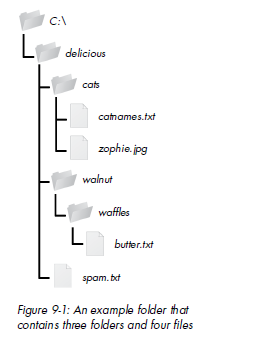 C:\
delicious
cats
catnames.txt
zophie.jpg
walnut
waffles
butter.txt
spam.txt
Figure 9-1: An example folder that
contains three folders and four files